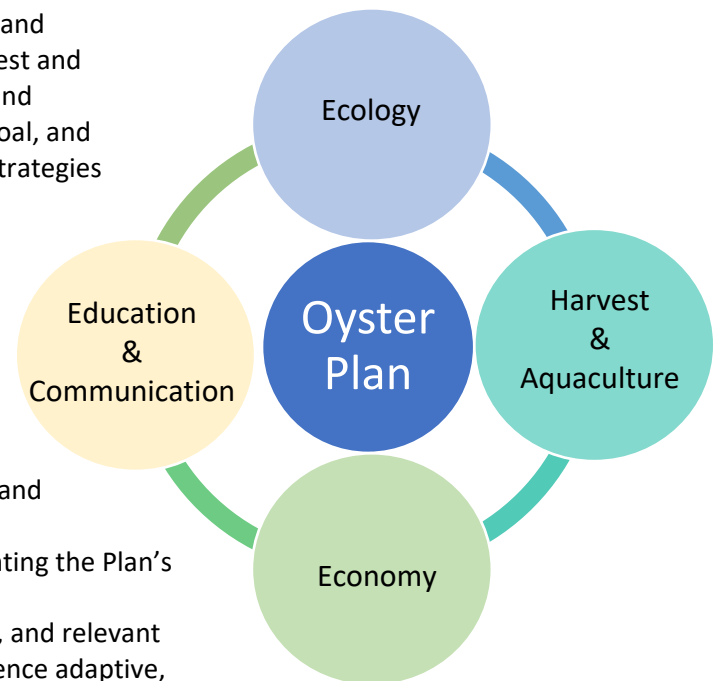 and
est and
nd
oal, and
trategies
Ecology
Education
&
Communication
Oyster
Plan
Harvest
&
Aquaculture
Economy
and
ating the Plan’s
, and relevant
ence adaptive,